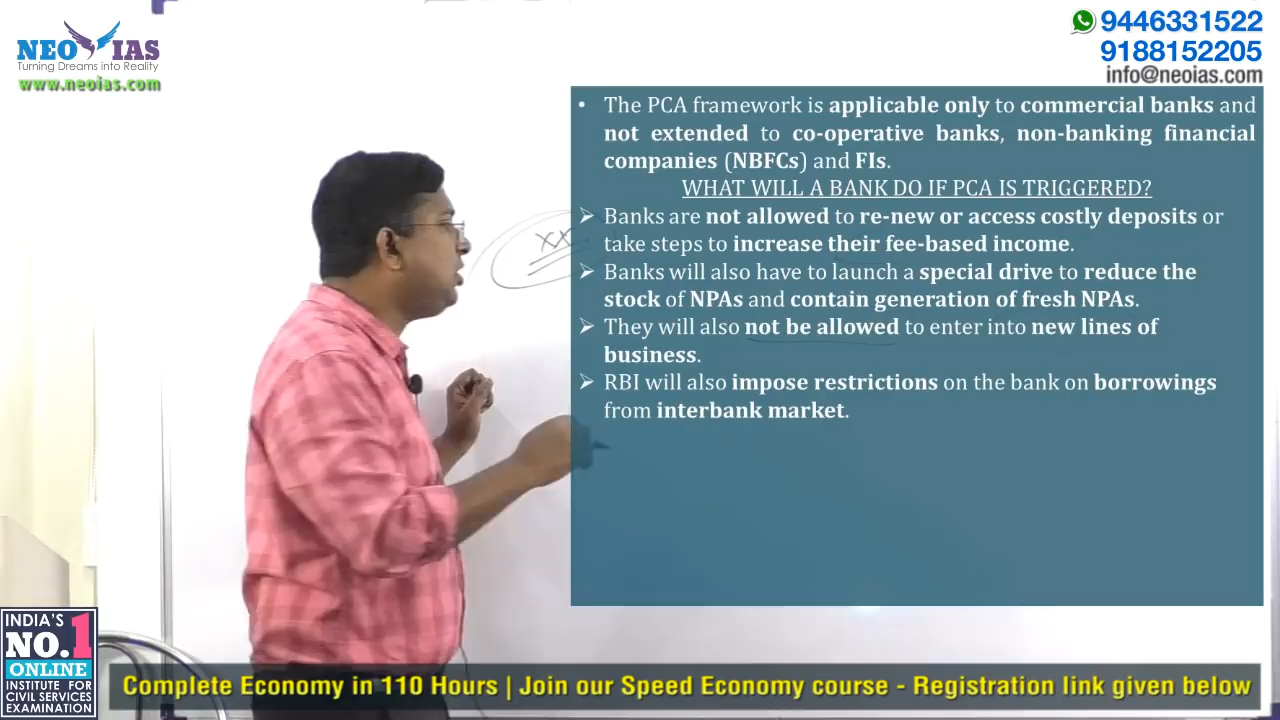 NEO IAS
Turning Dreams into Reality
www.neoias.com
9446331522
9188152205
info@neoias.com
• The PCA framework is applicable only to commercial banks and
not extended to co-operative banks, non-banking financial
companies (NBFCs) and FIs.
WHAT WILL A BANK DO IF PCA IS TRIGGERED?
➢ Banks are not allowed to re-new or access costly deposits or
take steps to increase their fee-based income.
➢ Banks will also have to launch a special drive to reduce the
stock of NPAs and contain generation of fresh NPAs.
➢ They will also not be allowed to enter into new lines of
business.
➢ RBI will also impose restrictions on the bank on borrowings
from interbank market.
XX
INDIA'S
NO.1
ONLINE
INSTITUTE FOR
CIVIL SERVICES
EXAMINATION
Complete Economy in 110 Hours | Join our Speed Economy course - Registration link given below